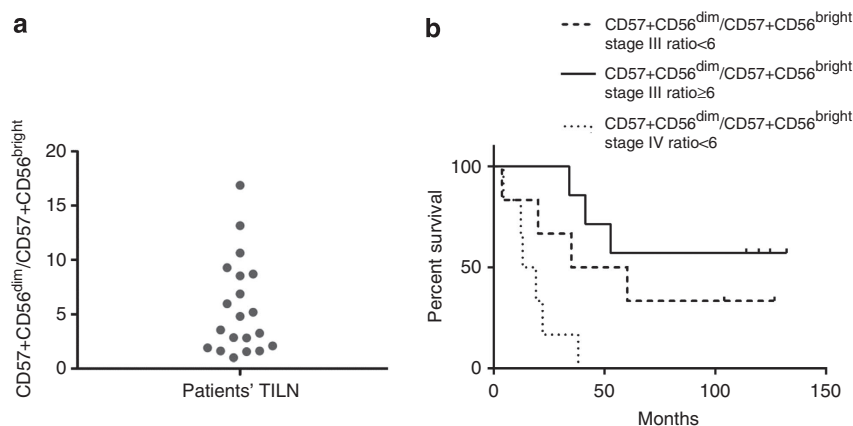 a
CD57+CD56dim/CD57+CD56bright
20
15
10
5
0
Patients' TILN
b
CD57+CD56dim/CD57+CD56bright
stage III ratio<6
CD57+CD56dim/CD57+CD56bright
stage III ratio≥6
CD57+CD56dim/CD57+CD56bright
stage IV ratio<6
Percent survival
100
50
0
0 50 100 150
Months